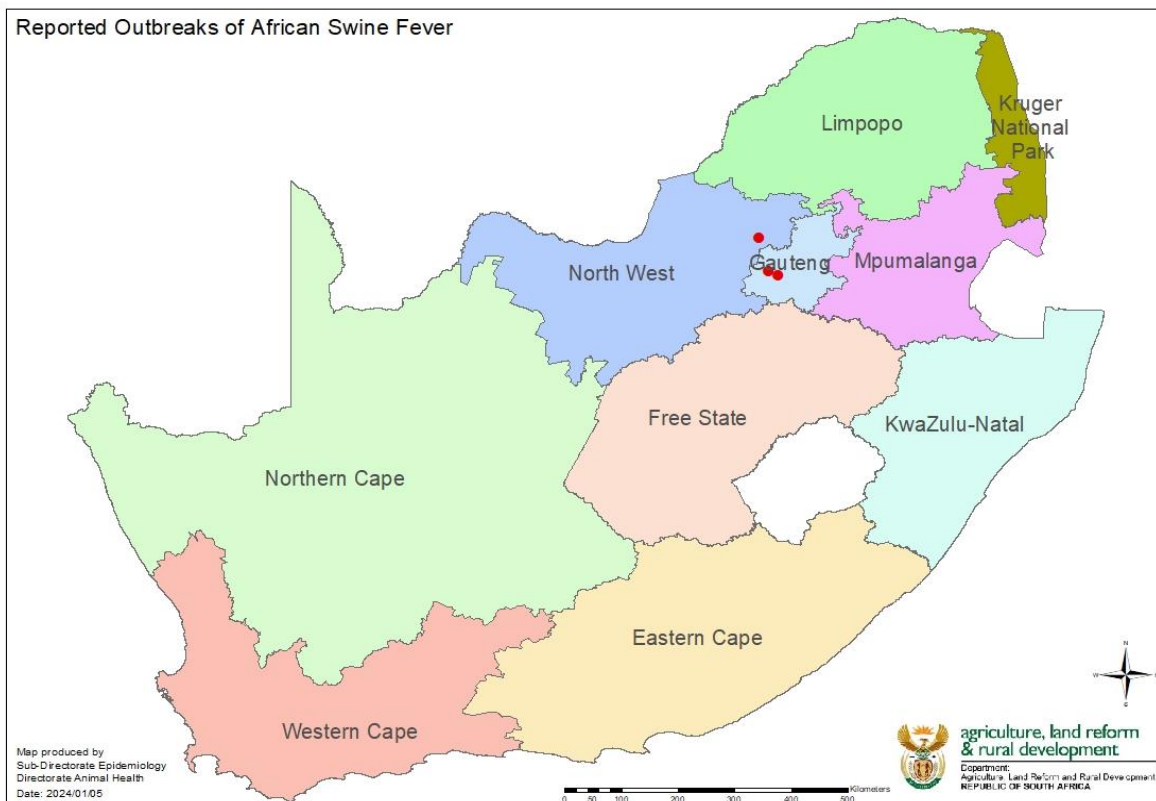 Reported Outbreaks of African Swine Fever
Limpopo
Kruger
National
Park
North West
Gauteng
Mpumalanga
Free State
KwaZulu-Natal
Northern Cape
Eastern Cape
Western Cape
N
W
S
Map produced by
Sub-Directorate Epidemiology
Directorate Animal Health
Date: 2024/01/05
Kilometers
0 50 100 200 300 400 500
agriculture, land reform
& rural development
Department:
Agriculture, Land Reform and Rural Development
REPUBLIC OF SOUTH AFRICA